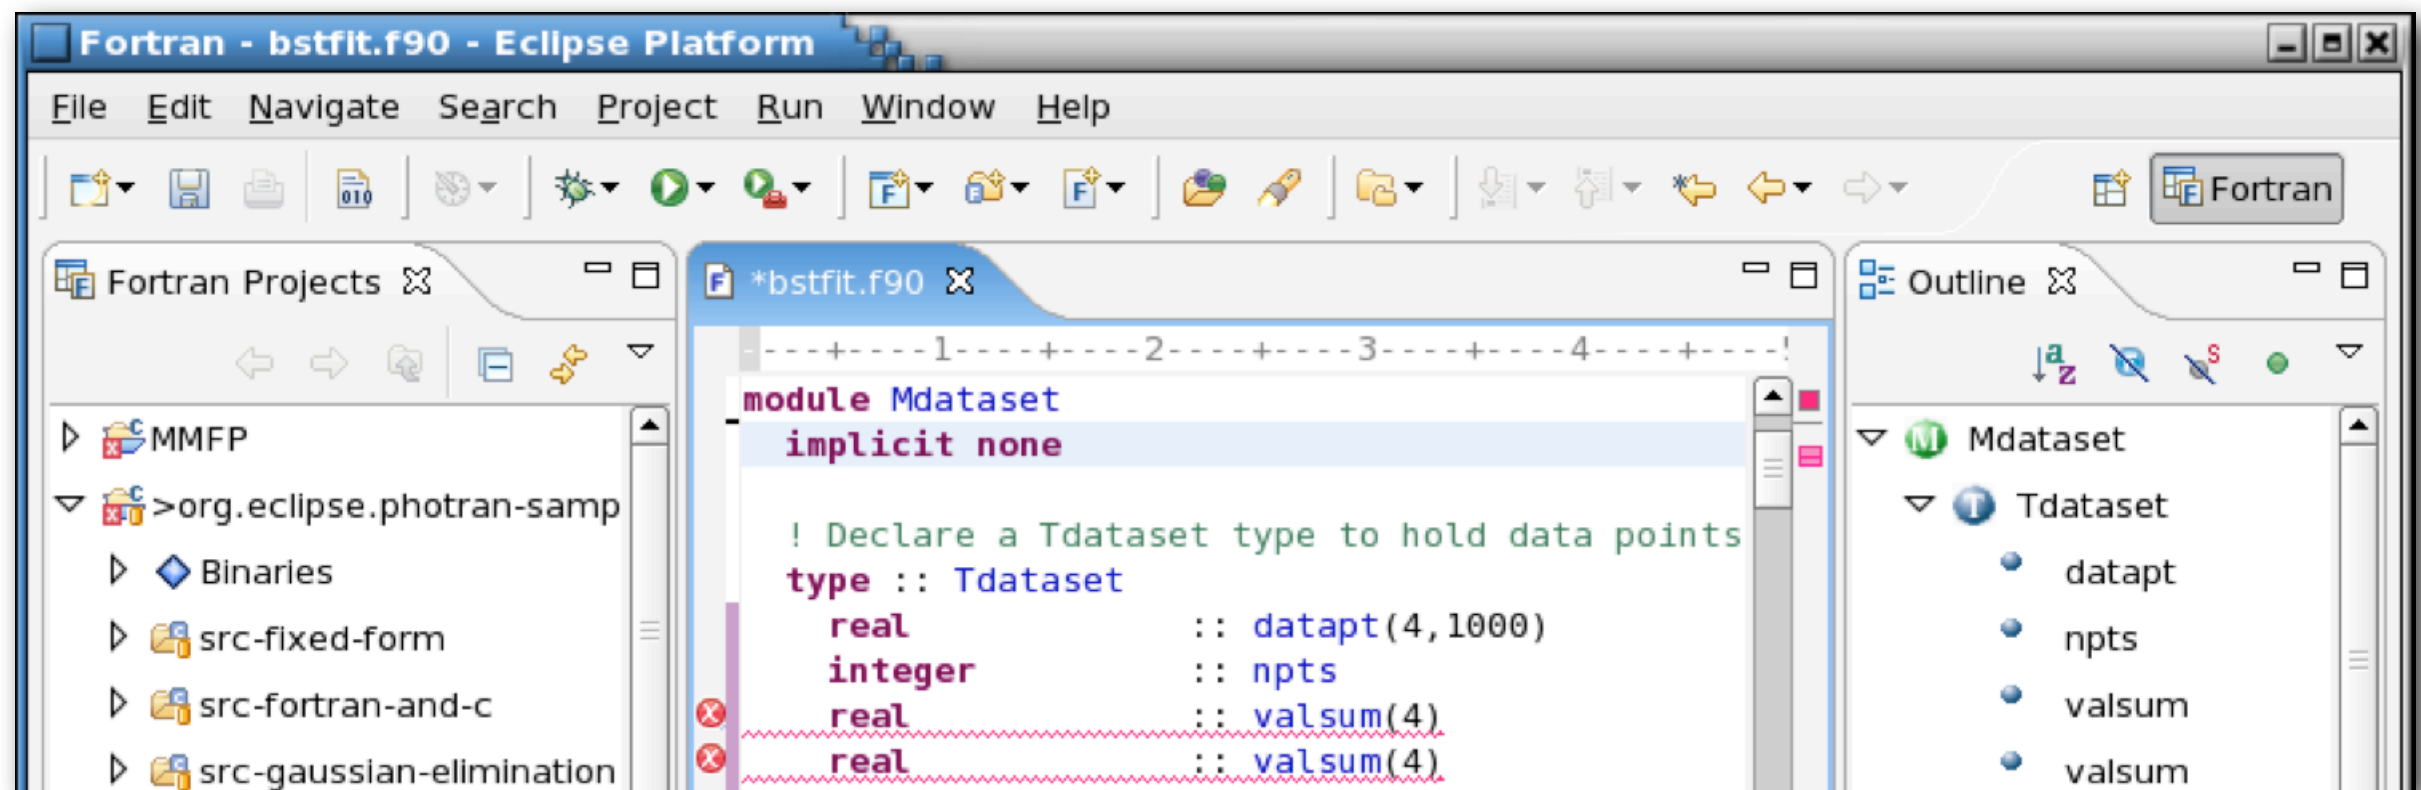 Fortran - bstfit.f90 - Eclipse Platform
File Edit Navigate Search Project Run Window Help
010 F F Fortran
Fortran Projects
*bstfit.f90
Outline
----+----1----+----2----+----3----+----4----+----
a
z
S
MMFP
>org.eclipse.photran-samp
Binaries
src-fixed-form
src-fortran-and-c
src-gaussian-elimination
module Mdataset
implicit none
! Declare a Tdataset type to hold data points
type :: Tdataset
real :: datapt(4,1000)
integer :: npts
real :: valsum(4)
real :: valsum(4)
M Mdataset
T Tdataset
datapt
npts
valsum
valsum